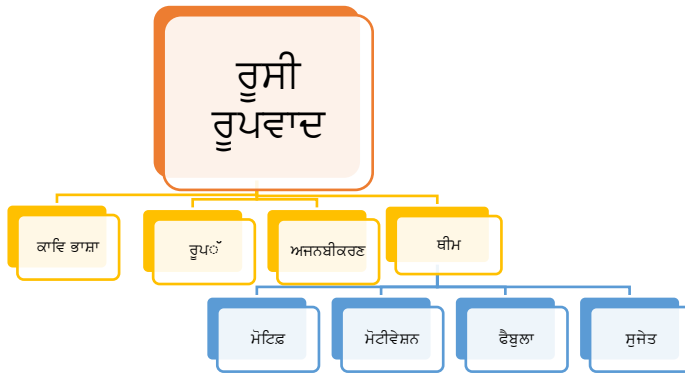 ਰੂਸੀ
ਰੂਪਵਾਦ
ਕਾਵਿ ਭਾਸ਼ਾ
ਰੂਪੱ
ਅਜਨਬੀਕਰਣ
ਥੀਮ
ਮੋਟਿਫ਼
ਮੋਟੀਵੇਸ਼ਨ
ਫੈਬੁਲਾ
ਸੁਜੇਤ